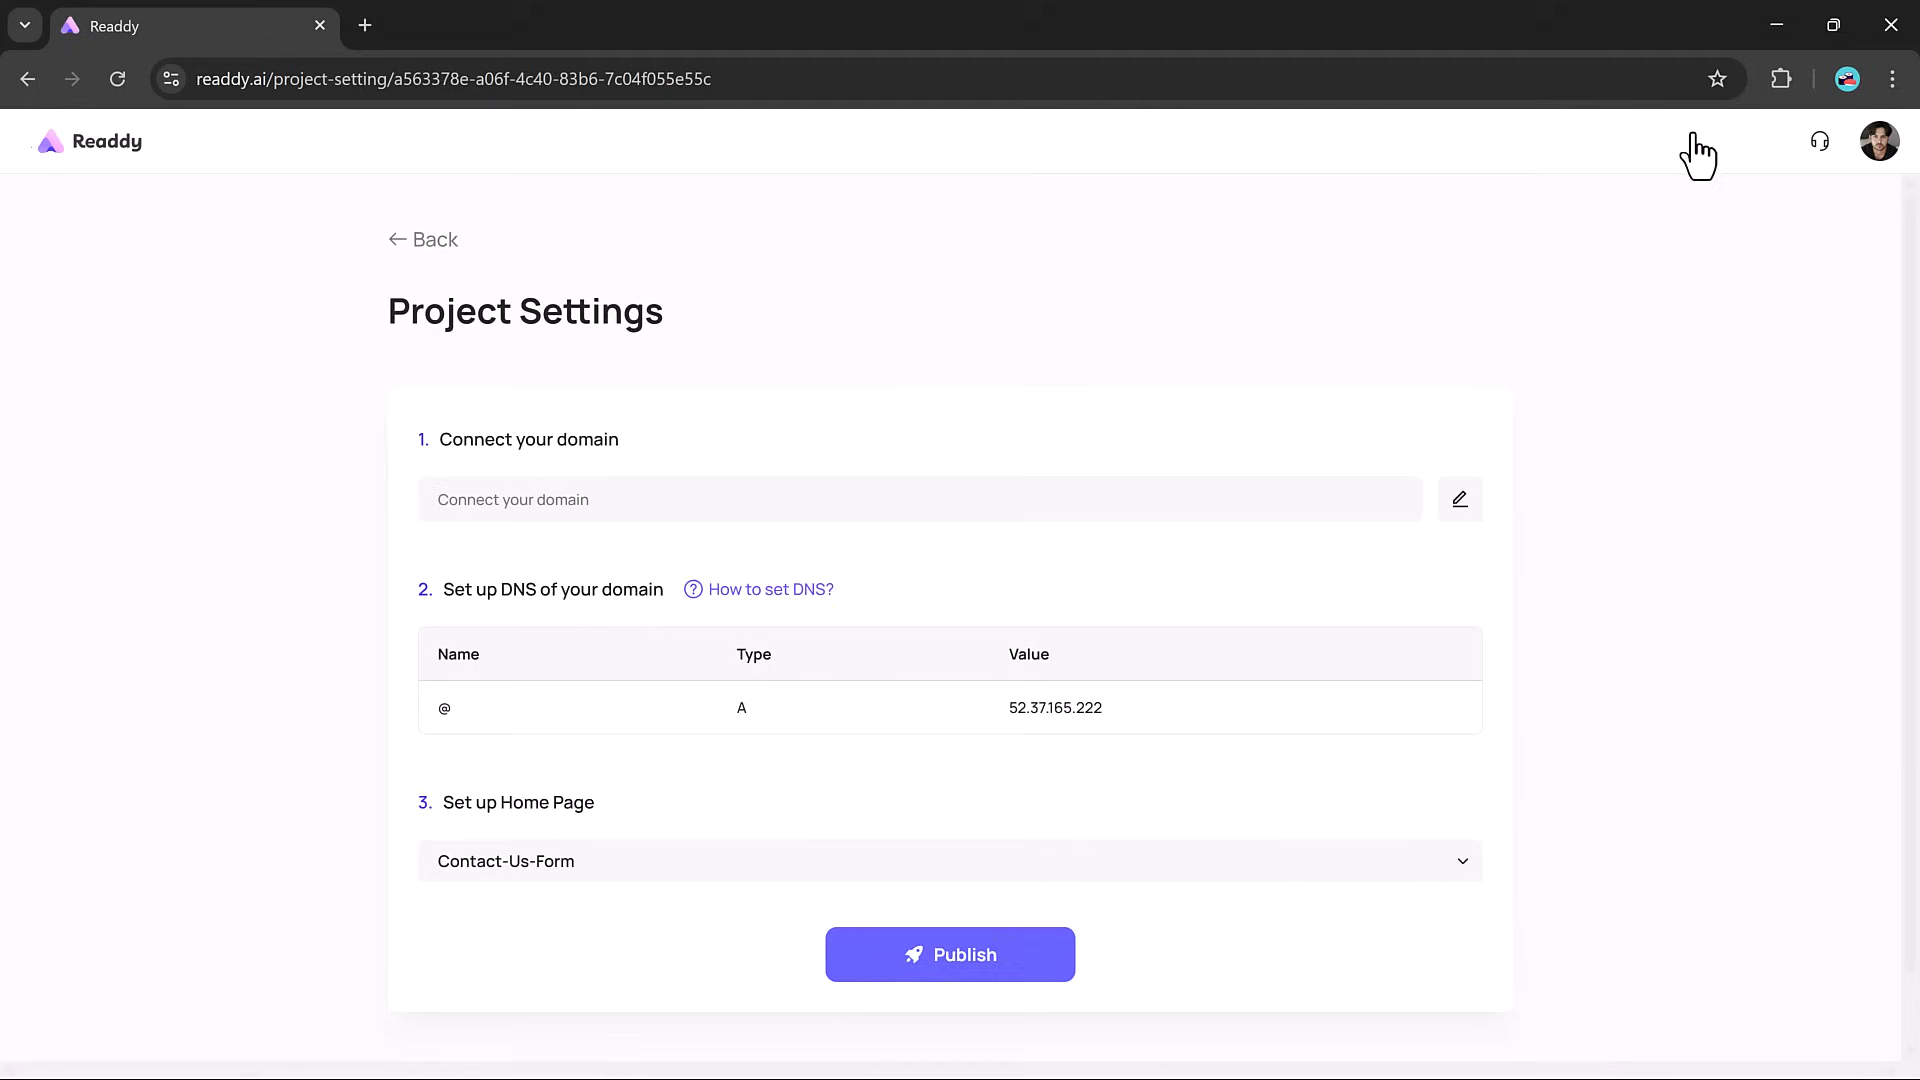 Readdy
readdy.ai/project-setting/a563378e-a06f-4c40-83b6-7c04f055e55c
Readdy
Back
Project Settings
1. Connect your domain
Connect your domain
2. Set up DNS of your domain How to set DNS?
Name Type Value
@ A 52.37.165.222
3. Set up Home Page
Contact-Us-Form
Publish